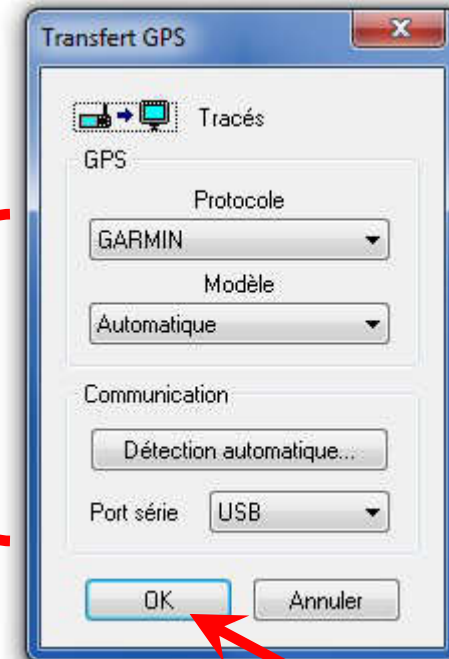 Transfert GPS
Tracés
GPS
Protocole
GARMIN
Modèle
Automatique
Communication
Détection automatique...
Port série USB
OK Annuler